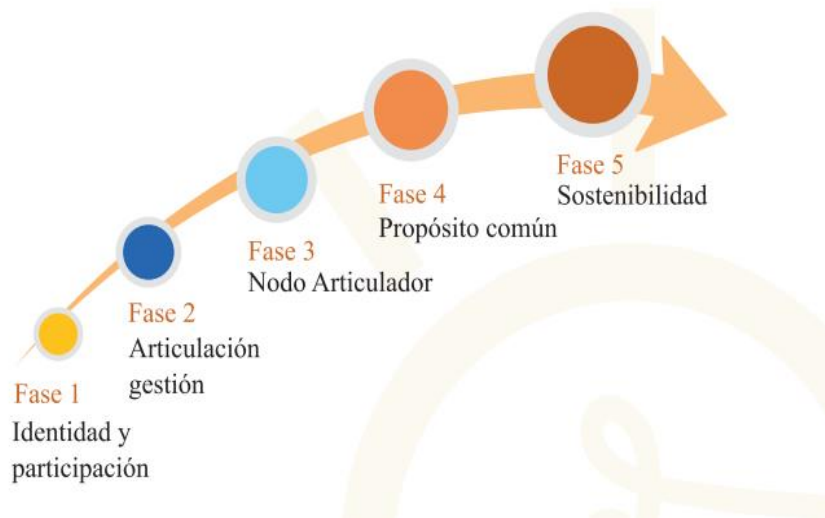 Fase 1
Identidad y
participación
Fase 2
Articulación
gestión
Fase 3
Nodo Articulador
Fase 4
Propósito común
Fase 5
Sostenibilidad